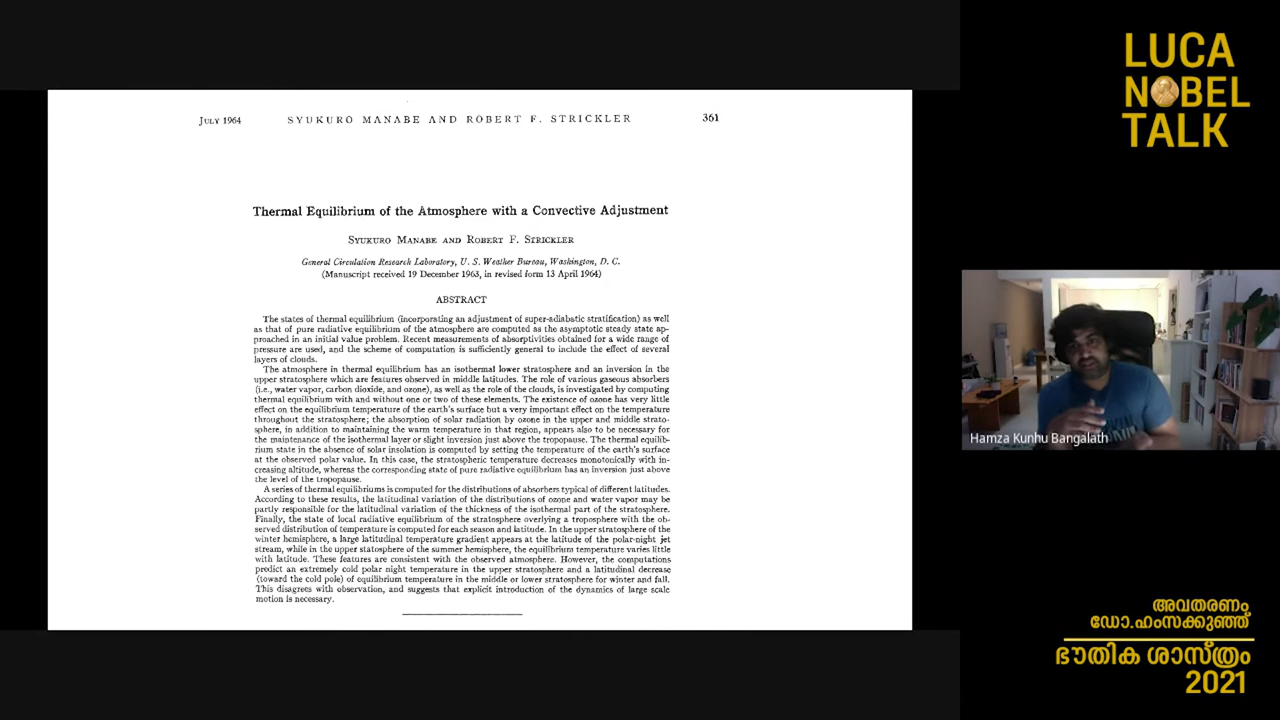 JULY 1964 SYUKURO MANABE AND ROBERT F. STRICKLER 361
Thermal Equilibrium of the Atmosphere with a Convective Adjustment
SYUKURO MANABE AND ROBERT F. STRICKLER
General Circulation Research Laboratory, U. S. Weather Bureau, Washington, D. C.
(Manuscript received 19 December 1963, in revised form 13 April 1964)
ABSTRACT
The states of thermal equilibrium (incorporating an adjustment of super-adiabatic stratification) as well
as that of pure radiative equilibrium of the atmosphere are computed as the asymptotic steady state ap-
proached in an initial value problem. Recent measurements of absorptivities obtained for a wide range of
pressure are used, and the scheme of computation is sufficiently general to include the effect of several
layers of clouds.
The atmosphere in thermal equilibrium has an isothermal lower stratosphere and an inversion in the
upper stratosphere which are features observed in middle latitudes. The role of various gaseous absorbers
(i.e., water vapor, carbon dioxide, and ozone), as well as the role of the clouds, is investigated by computing
thermal equilibrium with and without one or two of these elements. The existence of ozone has very little
effect on the equilibrium temperature of the earth's surface but a very important effect on the temperature
throughout the stratosphere; the absorption of solar radiation by ozone in the upper and middle strato-
sphere, in addition to maintaining the warm temperature in that region, appears also to be necessary for
the maintenance of the isothermal layer or slight inversion just above the tropopause. The thermal equilib-
rium state in the absence of solar insolation is computed by setting the temperature of the earth's surface
at the observed polar value. In this case, the stratospheric temperature decreases monotonically with in-
creasing altitude, whereas the corresponding state of pure radiative equilibrium has an inversion just above
the level of the tropopause.
A series of thermal equilibriums is computed for the distributions of absorbers typical of different latitudes.
According to these results, the latitudinal variation of the distributions of ozone and water vapor may be
partly responsible for the latitudinal variation of the thickness of the isothermal part of the stratosphere.
Finally, the state of local radiative equilibrium of the stratosphere overlying a troposphere with the ob-
served distribution of temperature is computed for each season and latitude. In the upper stratosphere of the
winter hemisphere, a large latitudinal temperature gradient appears at the latitude of the polar-night jet
stream, while in the upper statosphere of the summer hemisphere, the equilibrium temperature varies little
with latitude. These features are consistent with the observed atmosphere. However, the computations
predict an extremely cold polar night temperature in the upper stratosphere and a latitudinal decrease
(toward the cold pole) of equilibrium temperature in the middle or lower stratosphere for winter and fall.
This disagrees with observation, and suggests that explicit introduction of the dynamics of large scale
motion is necessary.
LUCA
NOBEL
TALK
Hamza Kunhu Bangalath
അവതരണം
ഡോ.ഹംസക്കുഞ്ഞ്
ഭൗതിക ശാസ്ത്രം
2021